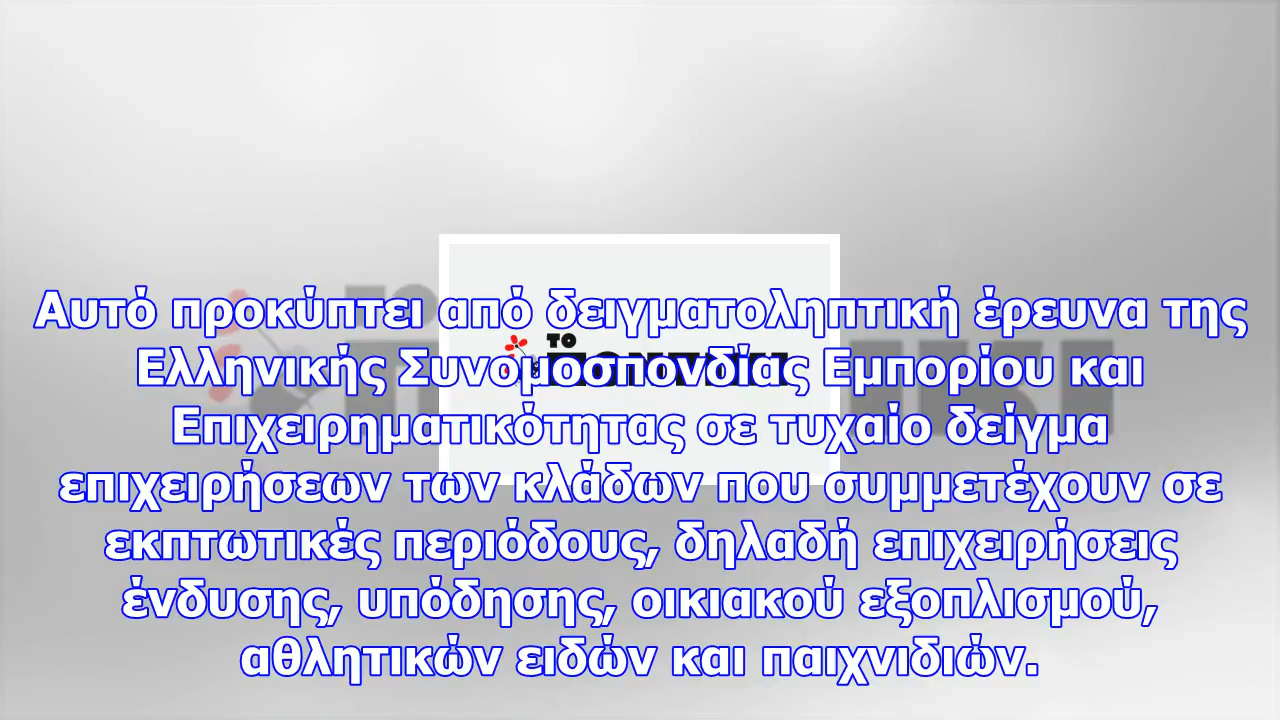 Αυτό προκύπτει από δειγματοληπτική έρευνα της
Ελληνικής Συνομοσπονδίας Εμπορίου και
Επιχειρηματικότητας σε τυχαίο δείγμα
επιχειρήσεων των κλάδων που συμμετέχουν σε
εκπτωτικές περιόδους, δηλαδή επιχειρήσεις
ένδυσης, υπόδησης, οικιακού εξοπλισμού,
αθλητικών ειδών και παιχνιδιών.
ΤΟ